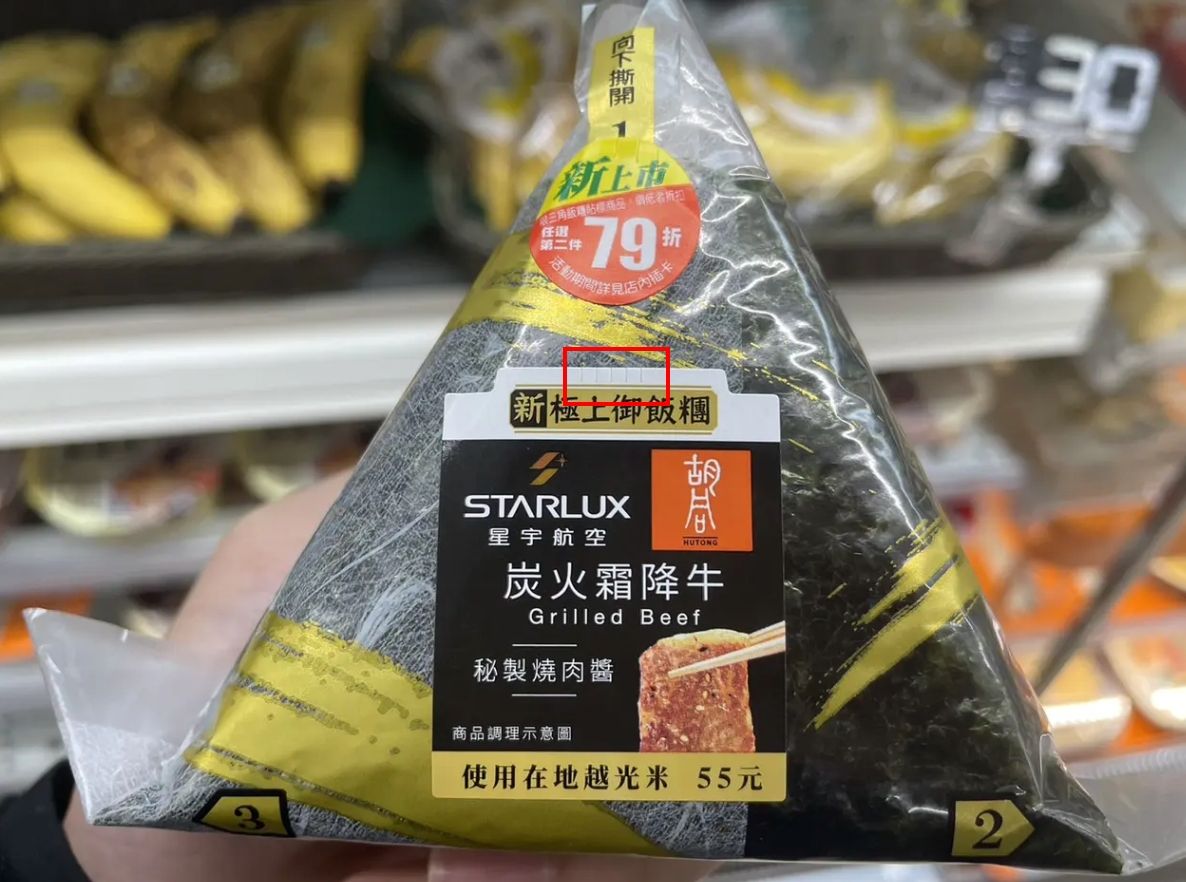 向下撕開
1
30
新上市
任選
第二件
79折
活動期間詳見店內插卡
新極上御飯糰
STARLUX
星宇航空
胡同
HUTONG
炭火霜降牛
Grilled Beef
秘製燒肉醬
商品調理示意圖
使用在地越光米 55元
3
2